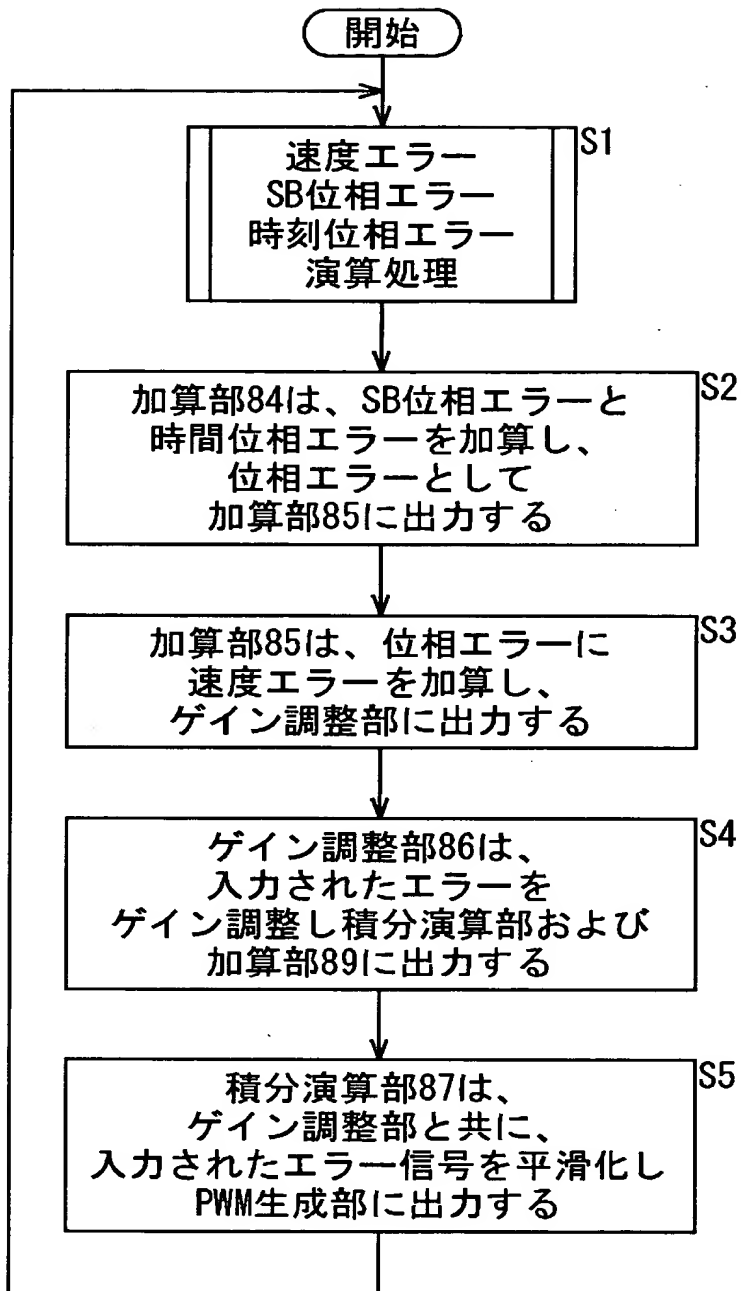 開始
S1
速度エラー
SB位相エラー
時刻位相エラー
演算処理
S2
加算部84は、SB位相エラーと
時間位相エラーを加算し、
位相エラーとして
加算部85に出力する
S3
加算部85は、位相エラーに
速度エラーを加算し、
ゲイン調整部に出力する
S4
ゲイン調整部86は、
入力されたエラーを
ゲイン調整し積分演算部および
加算部89に出力する
S5
積分演算部87は、
ゲイン調整部と共に、
入力されたエラー信号を平滑化し
PWM生成部に出力する